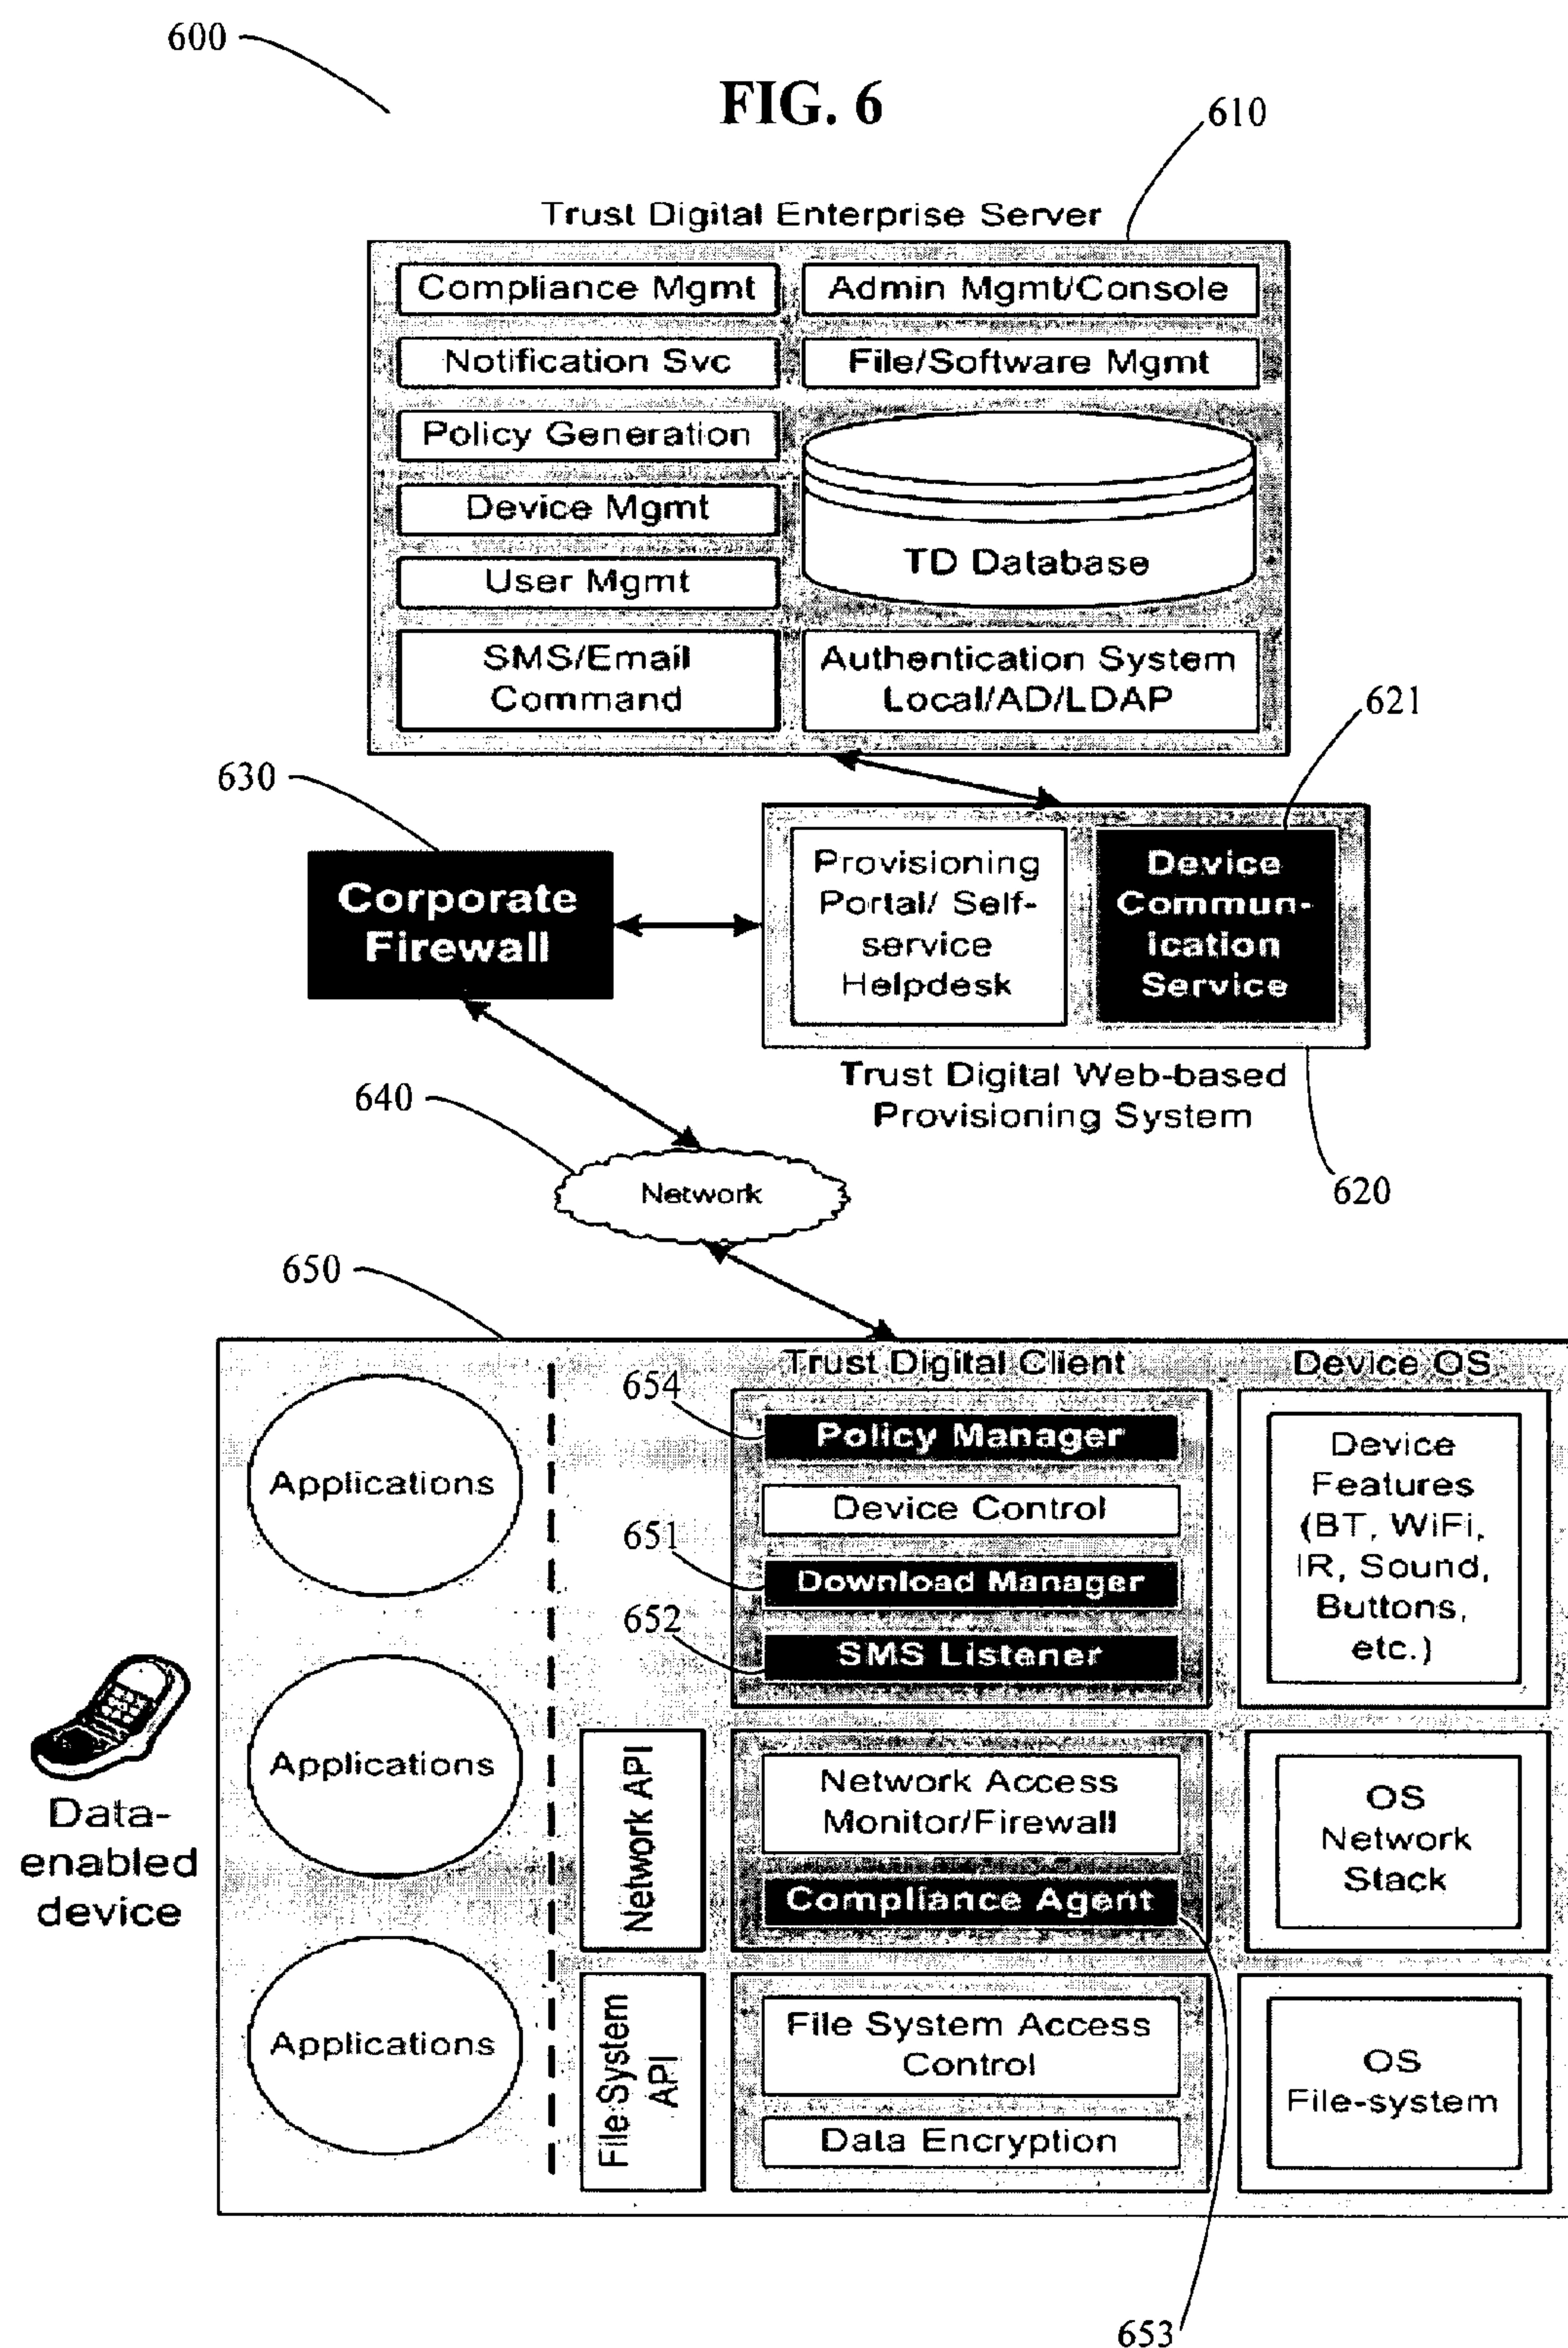 600
FIG. 6
610
Trust Digital Enterprise Server
Compliance Mgmt
Admin Mgmt/Console
Notification Svc
File/Software Mgmt
Policy Generation
Device Mgmt
User Mgmt
TD Database
SMS/Email
Command
Authentication System
Local/AD/LDAP
621
630
Corporate
Firewall
Provisioning
Portal/ Self-
service
Helpdesk
Device
Commun-
ication
Service
Trust Digital Web-based
Provisioning System
620
640
Network
650
Trust Digital Client
Device OS
654
Policy Manager
Device Control
651
Download Manager
652
SMS Listener
Device
Features
(BT, WiFi,
IR, Sound,
Buttons,
etc.)
Applications
Applications
Applications
Data-
enabled
device
Network API
Network Access
Monitor/Firewall
Compliance Agent
OS
Network
Stack
File System
API
File System Access
Control
Data Encryption
OS
File-system
653